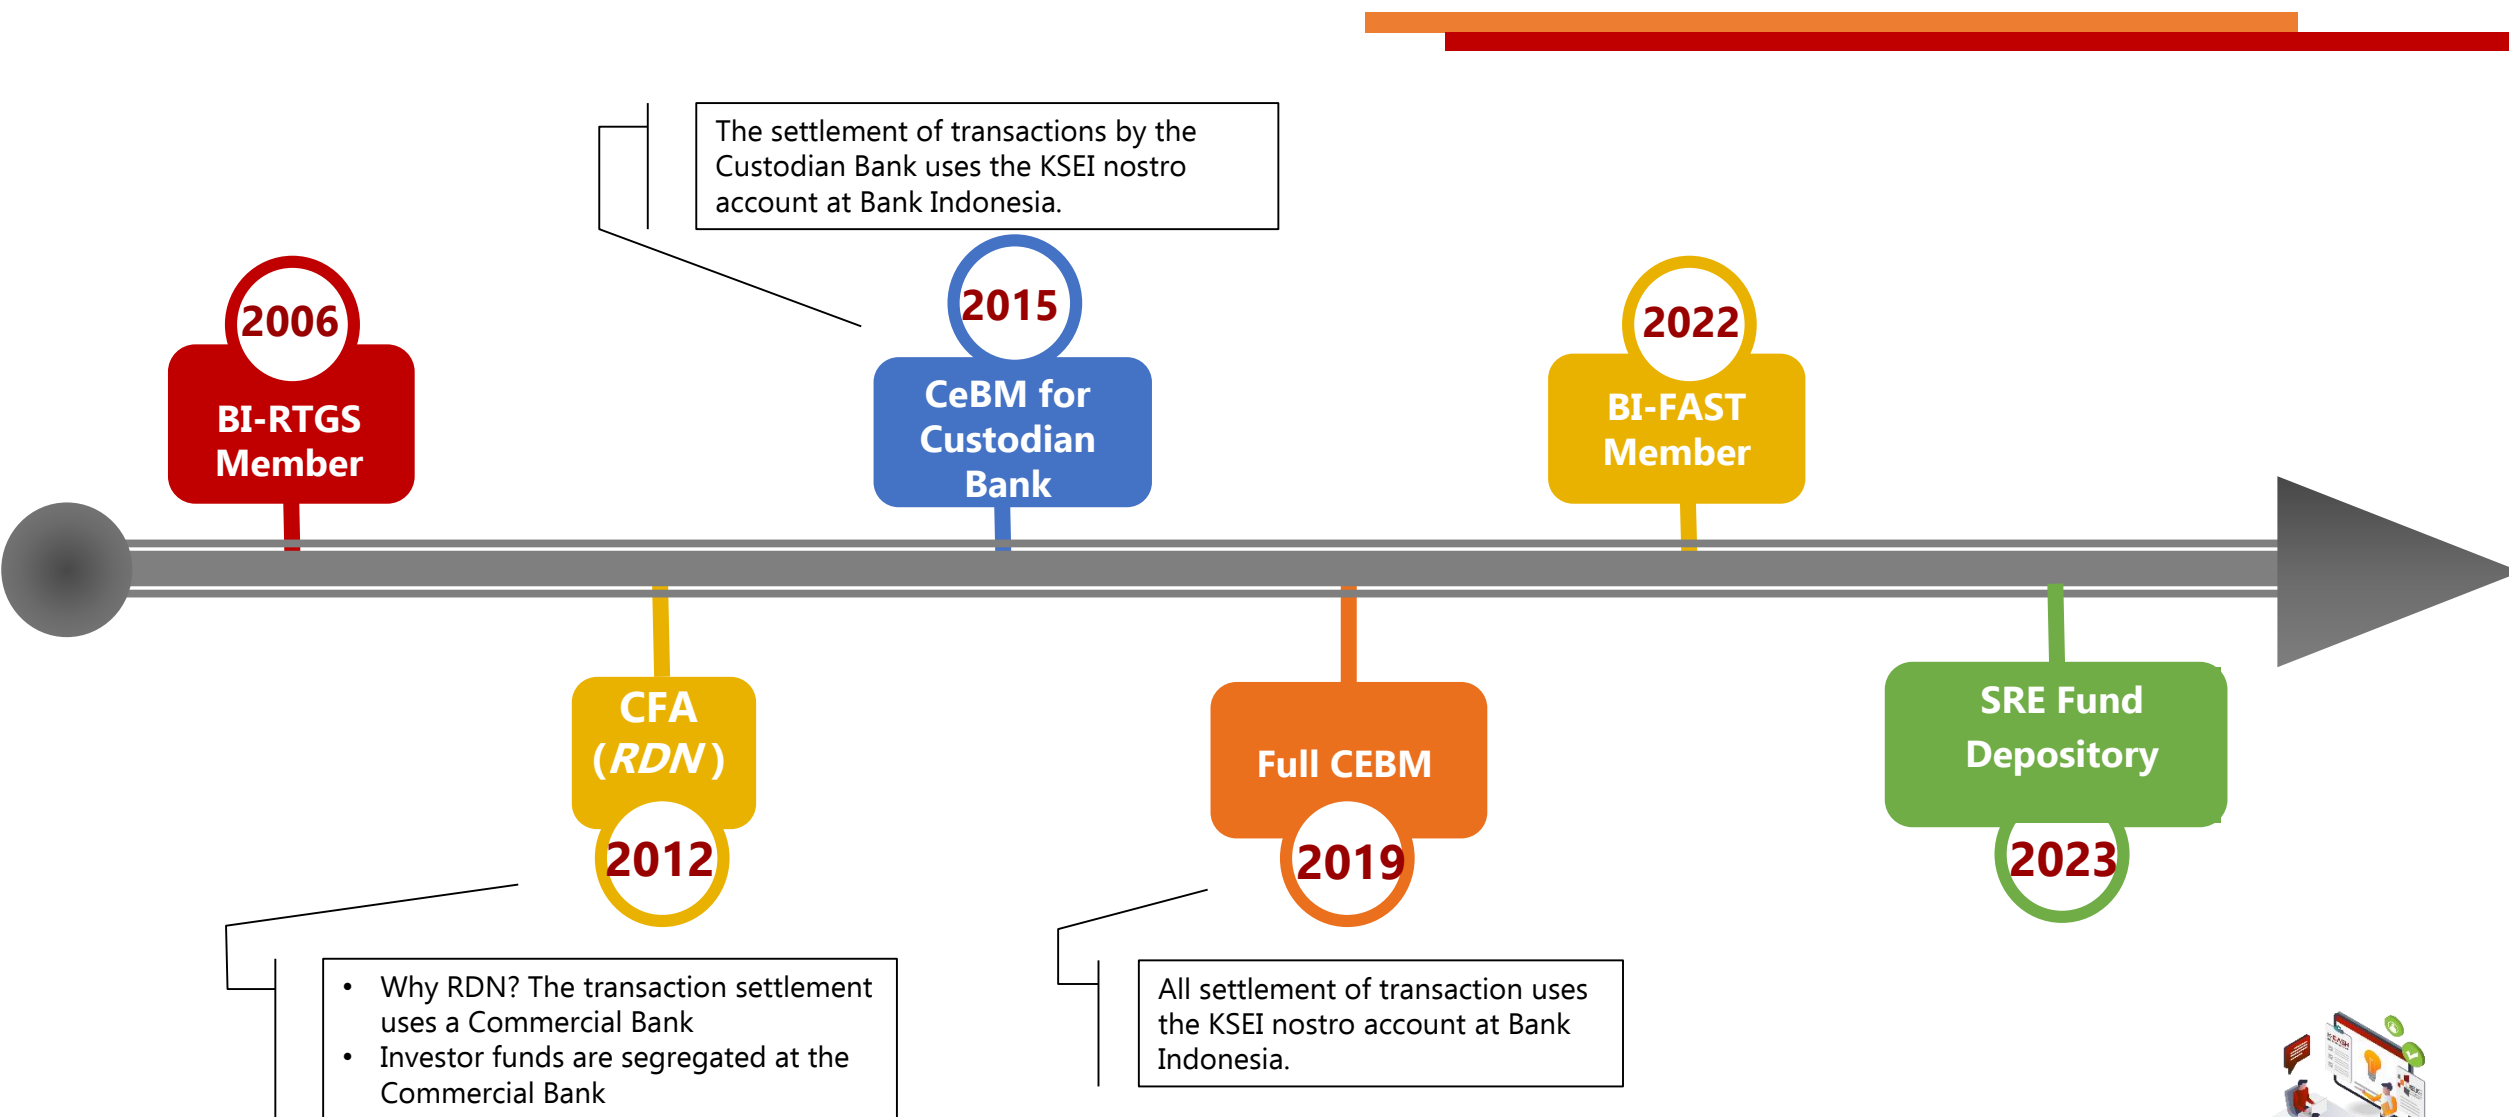 The settlement of transactions by the
Custodian Bank uses the KSEI nostro
account at Bank Indonesia.
2006
BI-RTGS
Member
2015
CeBM for
Custodian
Bank
2022
BI-FAST
Member
CFA
(RDN)
2012
Full CEBM
2019
SRE Fund
Depository
2023
• Why RDN? The transaction settlement
uses a Commercial Bank
• Investor funds are segregated at the
Commercial Bank
All settlement of transaction uses
the KSEI nostro account at Bank
Indonesia.